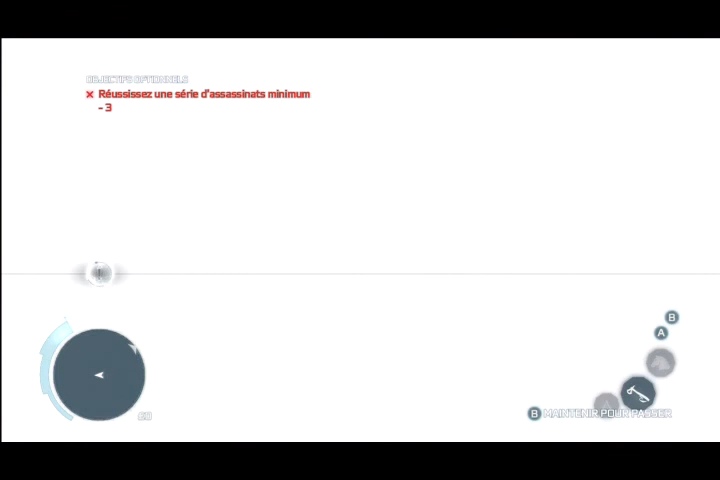 OBJECTIFS OPTIONNELS
× Réussissez une série d'assassinats minimum
- 3
B
A
B MAINTENIR POUR PASSER